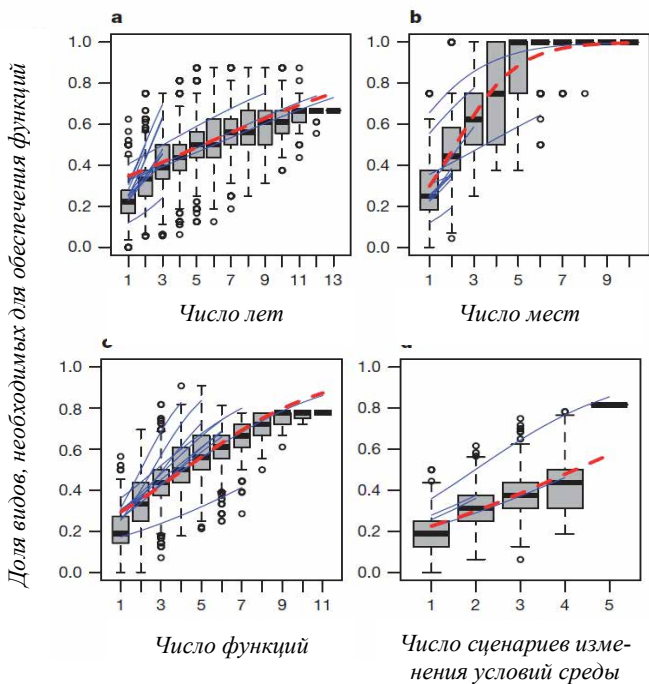 Доля видов, необходимых для обеспечения функций
a
b
1.0
0.8
0.6
0.4
0.2
0.0
1 3 5 7 9 11 13
1.0
0.8
0.6
0.4
0.2
0.0
1 3 5 7 9
Число лет
Число мест
c
1.0
0.8
0.6
0.4
0.2
0.0
1 3 5 7 9 11
1.0
0.8
0.6
0.4
0.2
0.0
1 2 3 4 5
Число функций
Число сценариев изме-
нения условий среды